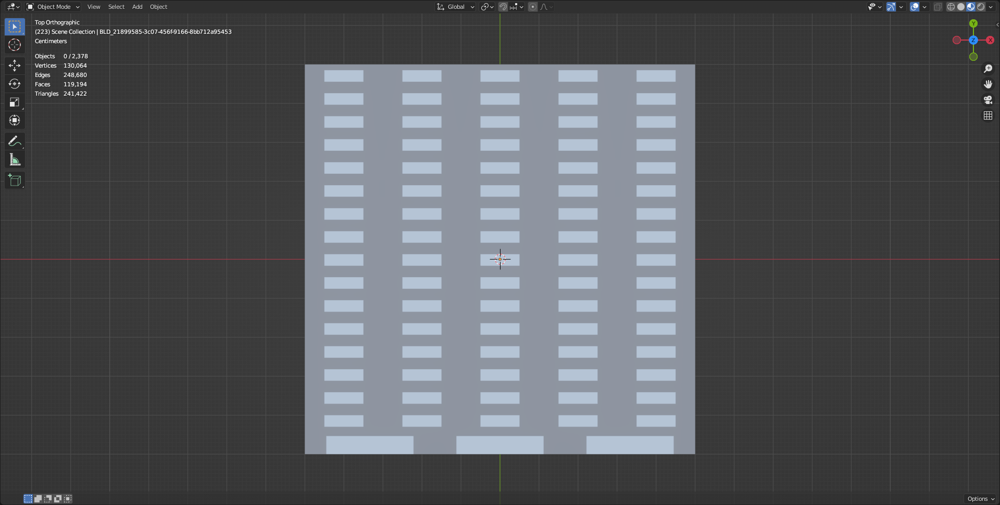 Object Mode View Select Add Object Global
Top Orthographic
(223) Scene Collection | BLD_21899585-3c07-456f-9166-8bb712a95453
Centimeters
Objects 0 / 2,378
Vertices 130,064
Edges 248,680
Faces 119,194
Triangles 241,422
Y
Z X
Options